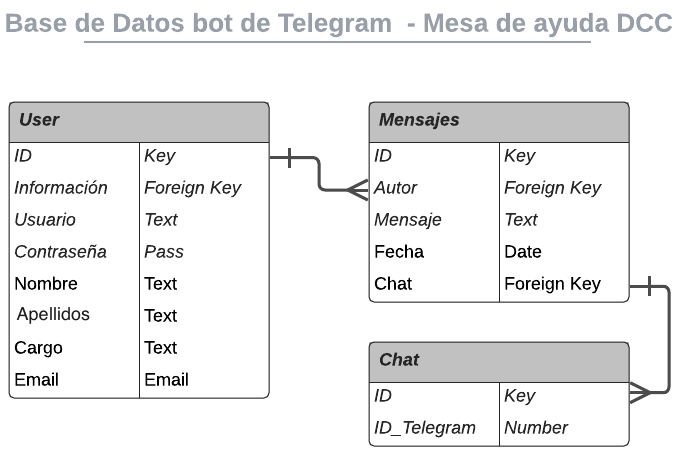 Base de Datos bot de Telegram - Mesa de ayuda DCC
User
ID Key
Información Foreign Key
Usuario Text
Contraseña Pass
Nombre Text
Apellidos Text
Cargo Text
Email Email
Mensajes
ID Key
Autor Foreign Key
Mensaje Text
Fecha Date
Chat Foreign Key
Chat
ID Key
ID_Telegram Number